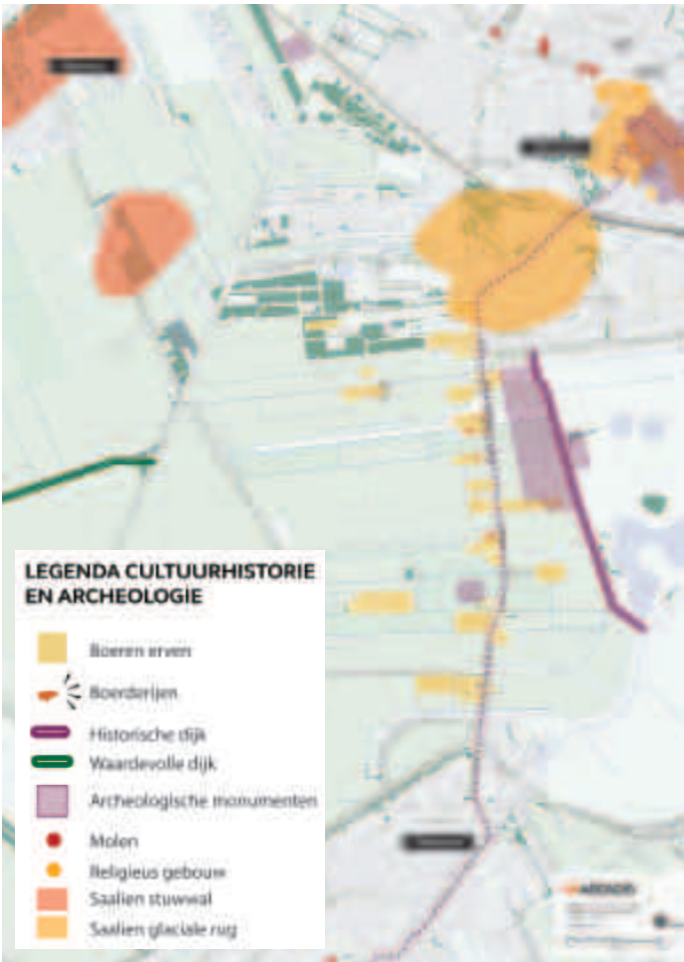 LEGENDA CULTUURHISTORIE
EN ARCHEOLOGIE
Boeren erven
Boerderijen
Historische dijk
Waardevolle dijk
Archeologische monumenten
Molen
Religieus gebouw
Saalien stuwwal
Saalien glaciale rug
ARCADIS